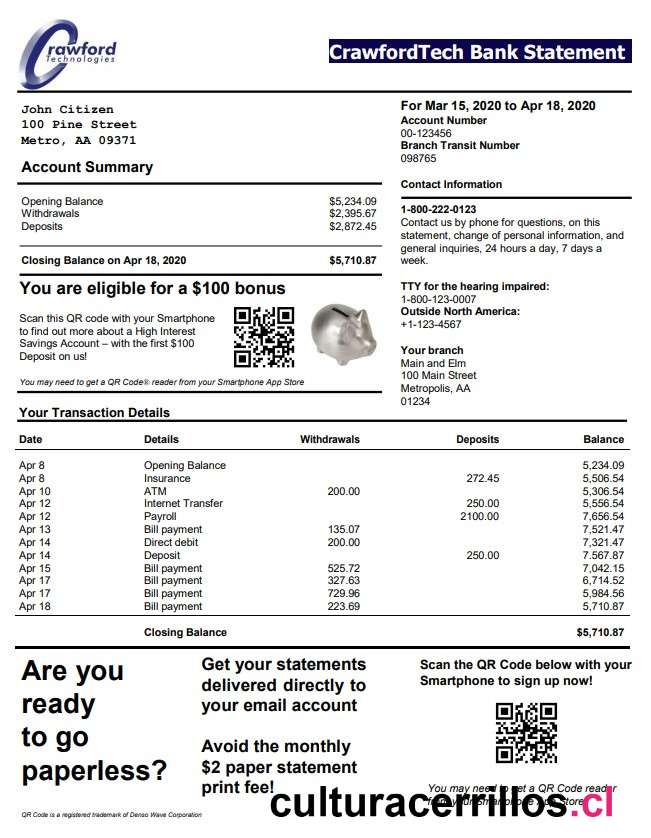 Crawford
Technologies
CrawfordTech Bank Statement
John Citizen
100 Pine Street
Metro, AA 09371
For Mar 15, 2020 to Apr 18, 2020
Account Number
00-123456
Branch Transit Number
098765
Account Summary
Opening Balance $5,234.09
Withdrawals $2,395.67
Deposits $2,872.45
Closing Balance on Apr 18, 2020 $5,710.87
Contact Information
1-800-222-0123
Contact us by phone for questions, on this
statement, change of personal information, and
general inquiries, 24 hours a day, 7 days a
week.
TTY for the hearing impaired:
1-800-123-0007
Outside North America:
+1-123-4567
Your branch
Main and Elm
100 Main Street
Metropolis, AA
01234
You are eligible for a $100 bonus
Scan this QR code with your Smartphone
to find out more about a High Interest
Savings Account – with the first $100
Deposit on us!
You may need to get a QR Code® reader from your Smartphone App Store
Your Transaction Details
Date Details Withdrawals Deposits Balance
Apr 8 Opening Balance 5,234.09
Apr 8 Insurance 272.45 5,506.54
Apr 10 ATM 200.00 5,306.54
Apr 12 Internet Transfer 250.00 5,556.54
Apr 12 Payroll 2100.00 7,656.54
Apr 13 Bill payment 135.07 7,521.47
Apr 14 Direct debit 200.00 7,321.47
Apr 14 Deposit 250.00 7.567.87
Apr 15 Bill payment 525.72 7,042.15
Apr 17 Bill payment 327.63 6,714.52
Apr 17 Bill payment 729.96 5,984.56
Apr 18 Bill payment 223.69 5,710.87
Closing Balance $5,710.87
Are you
ready
to go
paperless?
Get your statements
delivered directly to
your email account
Avoid the monthly
$2 paper statement
print fee!
Scan the QR Code below with your
Smartphone to sign up now!
You may need to get a QR Code reader
from your Smartphone App Store
culturacerrillos.cl
QR Code is a registered trademark of Denso Wave Corporation